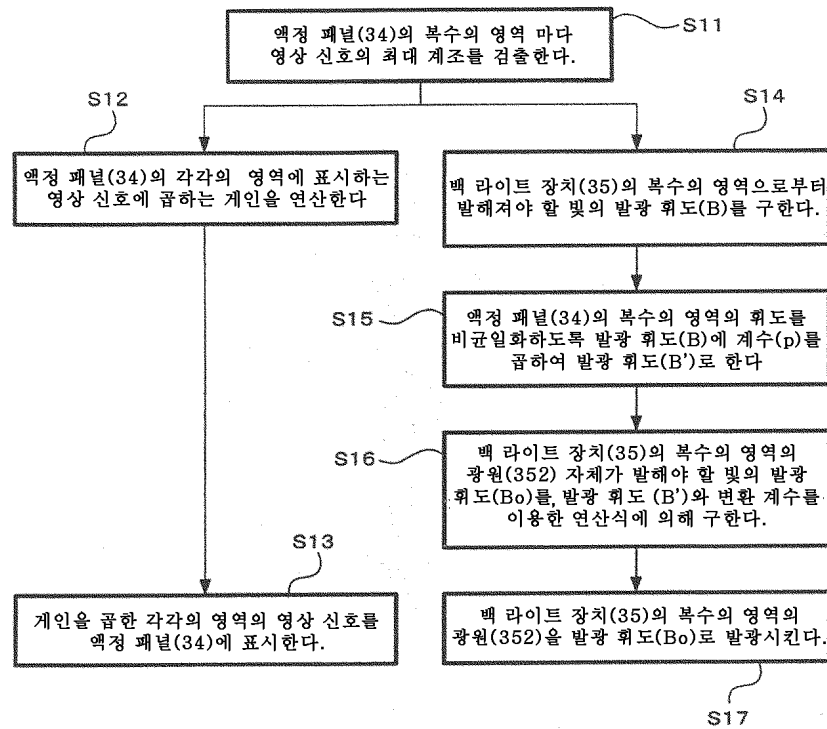 S11
액정 패널(34)의 복수의 영역 마다
영상 신호의 최대 계조를 검출한다.
S12
액정 패널(34)의 각각의 영역에 표시하는
영상 신호에 곱하는 게인을 연산한다
S14
백 라이트 장치(35)의 복수의 영역으로부터
발해져야 할 빛의 발광 휘도(B)를 구한다.
S15
액정 패널(34)의 복수의 영역의 휘도를
비균일화하도록 발광 휘도(B)에 계수(p)를
곱하여 발광 휘도(B')로 한다
S16
백 라이트 장치(35)의 복수의 영역의
광원(352) 자체가 발해야 할 빛의 발광
휘도(Bo)를, 발광 휘도 (B')와 변환 계수를
이용한 연산식에 의해 구한다.
S13
게인을 곱한 각각의 영역의 영상 신호를
액정 패널(34)에 표시한다.
백 라이트 장치(35)의 복수의 영역의
광원(352)을 발광 휘도(Bo)로 발광시킨다.
S17